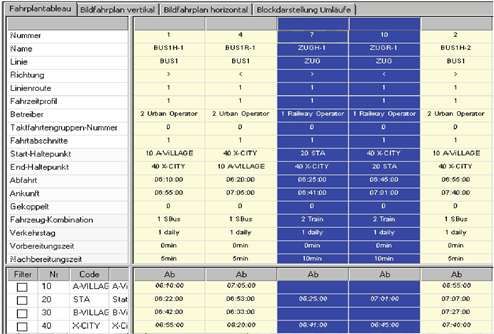 Fahrplantableau Bildfahrplan vertikal Bildfahrplan horizontal Blockdarstellung Umläufe
Nummer 1 4 7 10 2
Name BUS1H-1 BUS1R-1 ZUGH-1 ZUGR-1 BUS1H-2
Linie BUS1 BUS1 ZUG ZUG BUS1
Richtung > < > < >
Linienroute 1 1 1 1 1
Fahrzeitprofil 1 1 1 1 1
Betreiber 2 Urban Operator 2 Urban Operator 1 Railway Operator 1 Railway Operator 2 Urban Operator
Taktfahrtengruppen-Nummer 0 0 0 0 0
Fahrtabschnitte 1 1 1 1 1
Start-Haltepunkt 10 A-VILLAGE 40 X-CITY 20 STA 40 X-CITY 10 A-VILLAGE
End-Haltepunkt 40 X-CITY 10 A-VILLAGE 40 X-CITY 20 STA 40 X-CITY
Abfahrt 06:10:00 06:20:00 06:25:00 06:45:00 06:55:00
Ankunft 06:55:00 07:05:00 06:41:00 07:01:00 07:40:00
Gekoppelt 0 0 0 0 0
Fahrzeug-Kombination 1 SBus 1 SBus 2 Train 2 Train 1 SBus
Verkehrstag 1 daily 1 daily 1 daily 1 daily 1 daily
Vorbereitungszeit 0min 0min 0min 0min 0min
Nachbereitungszeit 5min 5min 10min 10min 5min
Filter Nr Code Ab Ab Ab Ab Ab
10 A-VILLAG A-Vi 06:10:00 07:05:00 06:55:00
20 STA Stat 06:22:00 06:53:00 06:25:00 07:01:00 07:07:00
30 B-VILLAG B-Vi 06:42:00 06:33:00 07:27:00
40 X-CITY X-Ci 06:55:00 06:20:00 06:41:00 06:45:00 07:40:00